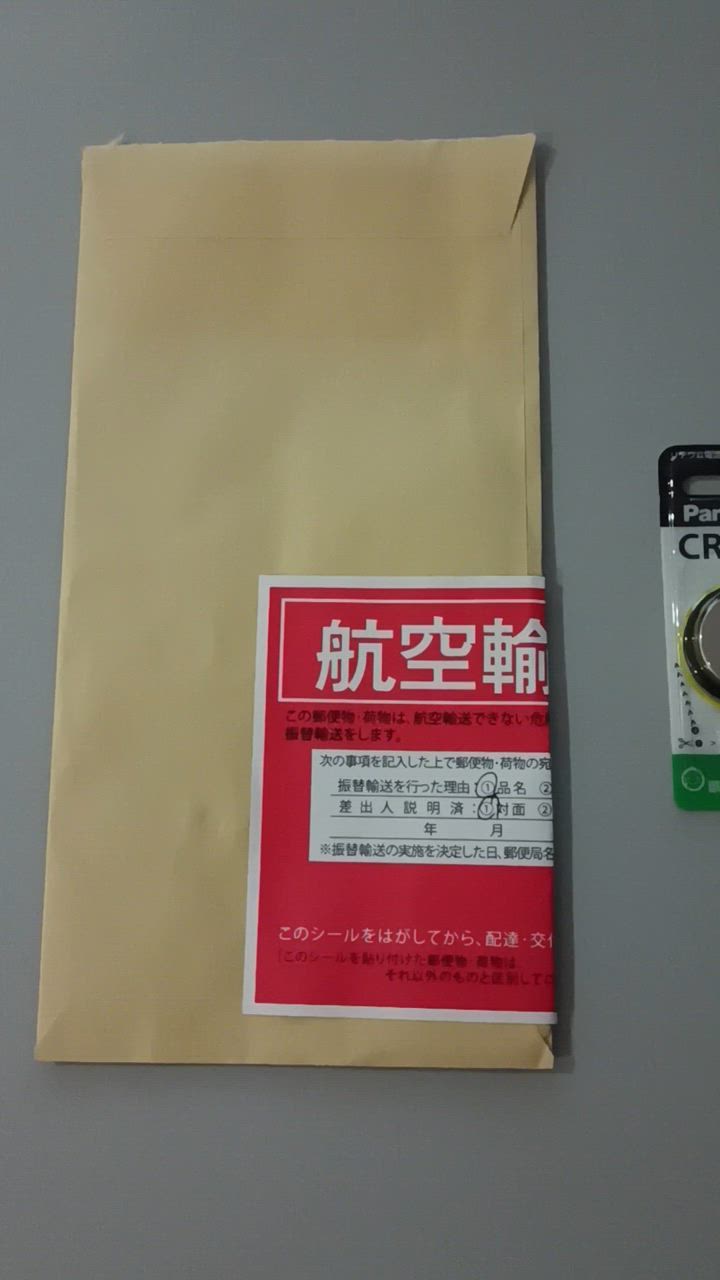 航空輸
この郵便物・荷物は、航空輸送できない危
振替輸送をします。
次の事項を記入した上で郵便物・荷物の宛
振替輸送を行った理由:①品名 ②
差出人説明済:①対面 ②
年 月
※振替輸送の実施を決定した日、郵便局名
このシールをはがしてから、配達・交付
(このシールを貼り付けた郵便物・荷物は、
それ以外のものと区別して
リチウム電池
Pan
CR